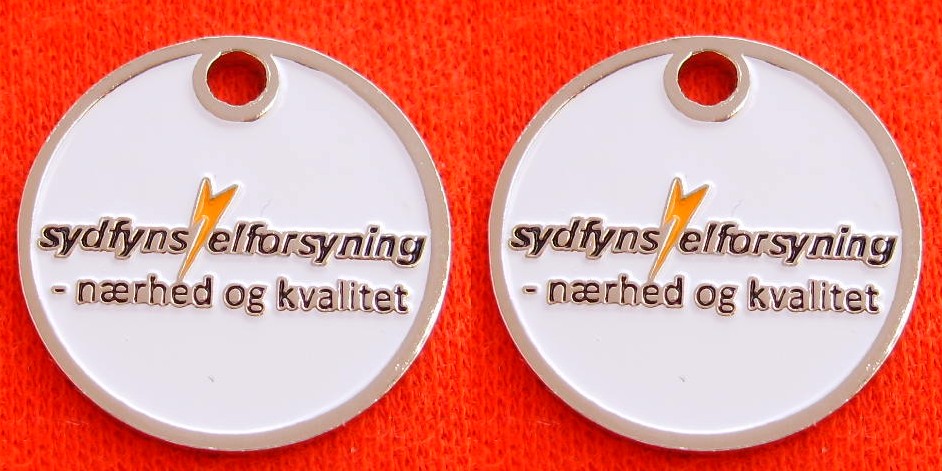 sydfyns elforsyning
- nærhed og kvalitet
sydfyns elforsyning
- nærhed og kvalitet